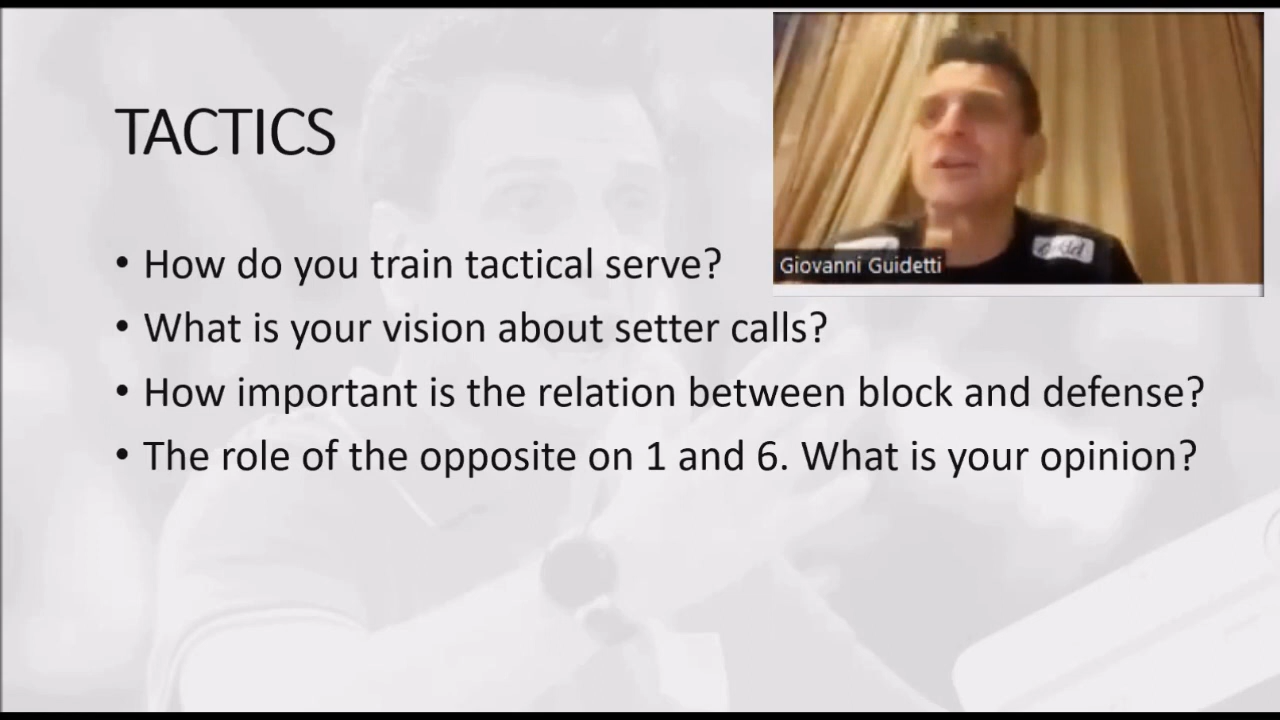 TACTICS
• How do you train tactical serve?
• What is your vision about setter calls?
• How important is the relation between block and defense?
• The role of the opposite on 1 and 6. What is your opinion?
Giovanni Guidetti